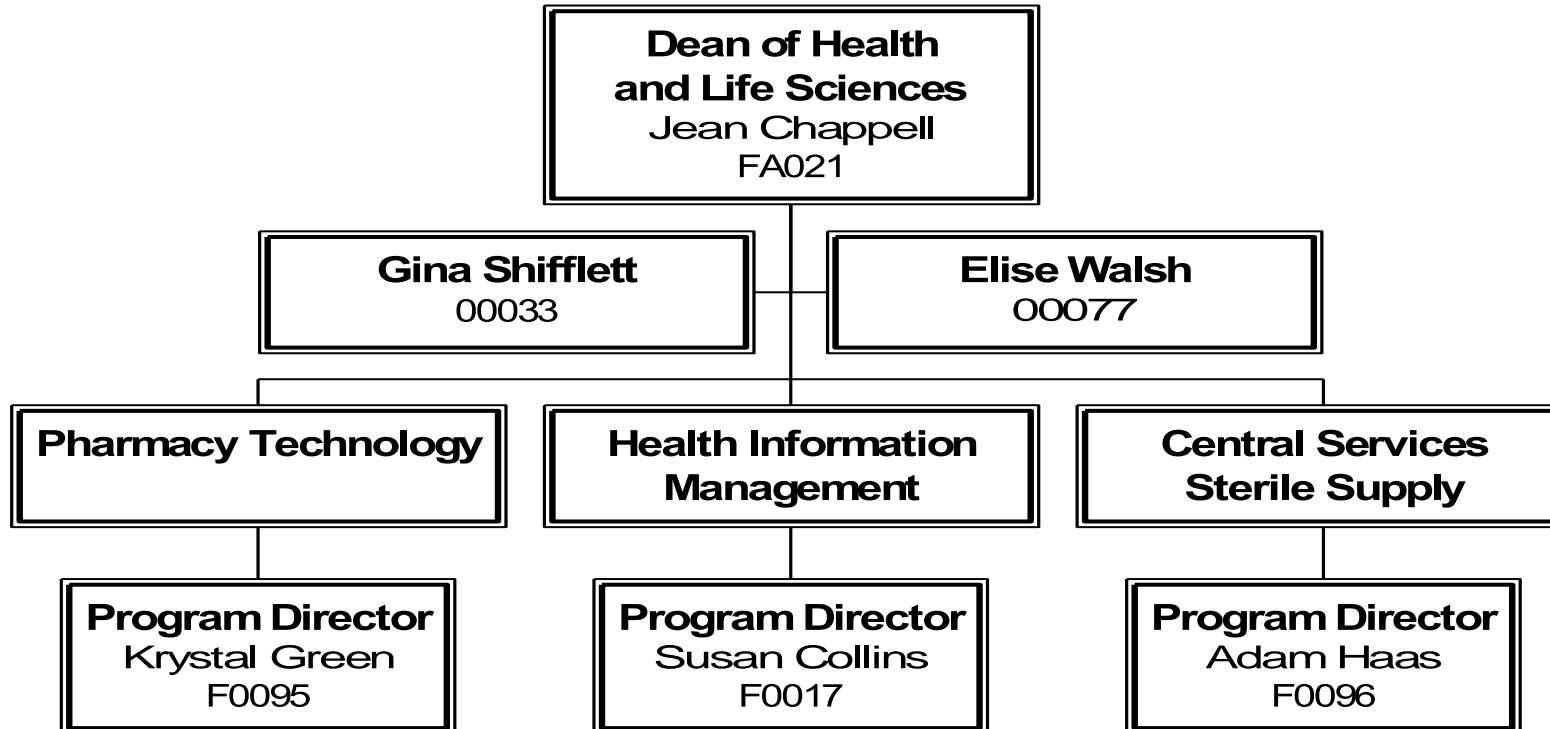 Dean of Health
and Life Sciences
Jean Chappell
FA021
Gina Shifflett
00033
Elise Walsh
00077
Pharmacy Technology
Health Information
Management
Central Services
Sterile Supply
Program Director
Krystal Green
F0095
Program Director
Susan Collins
F0017
Program Director
Adam Haas
F0096